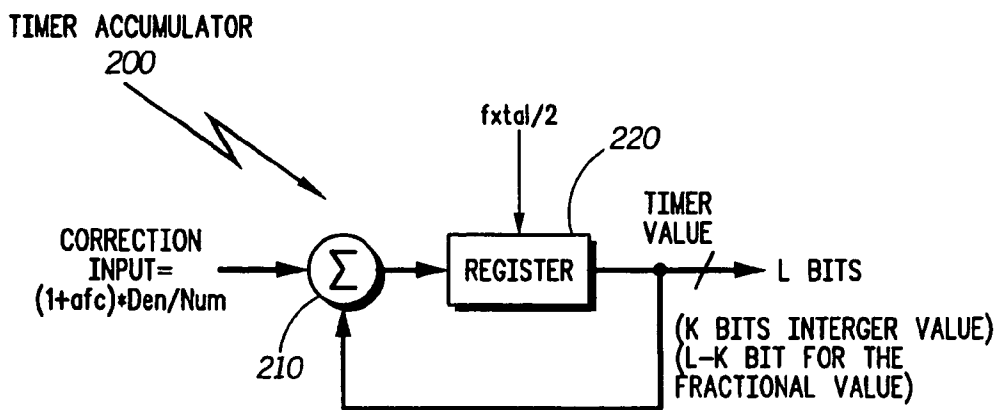 TIMER ACCUMULATOR
200
fxtal/2
220
TIMER
VALUE
CORRECTION
INPUT=
(1+afc)*Den/Num
Σ
REGISTER
L BITS
210
(K BITS INTERGER VALUE)
(L-K BIT FOR THE
FRACTIONAL VALUE)